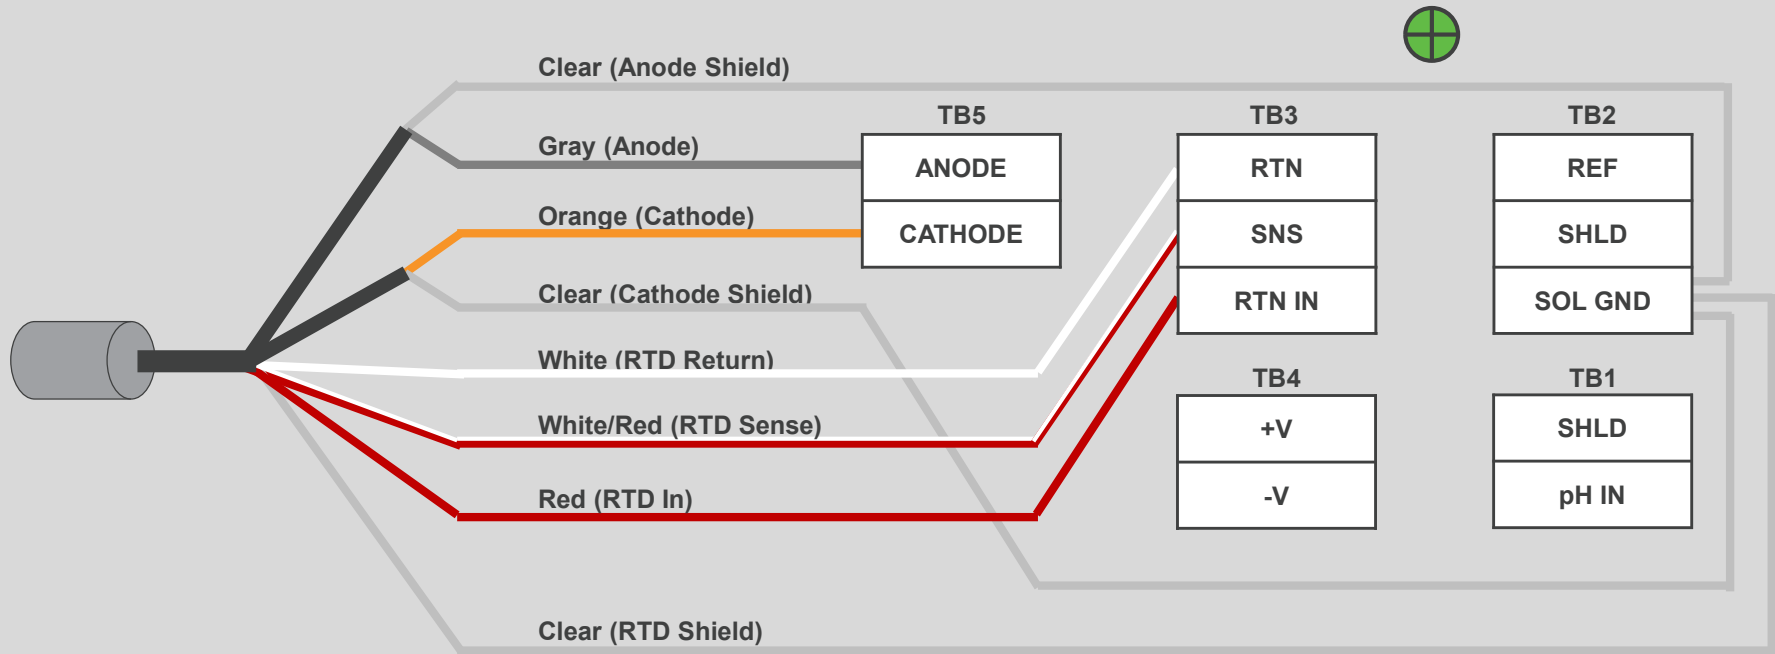 Clear (Anode Shield)
Gray (Anode)
Orange (Cathode)
Clear (Cathode Shield)
White (RTD Return)
White/Red (RTD Sense)
Red (RTD In)
Clear (RTD Shield)
TB5
ANODE
CATHODE
TB3
RTN
SNS
RTN IN
TB4
+V
-V
TB2
REF
SHLD
SOL GND
TB1
SHLD
pH IN